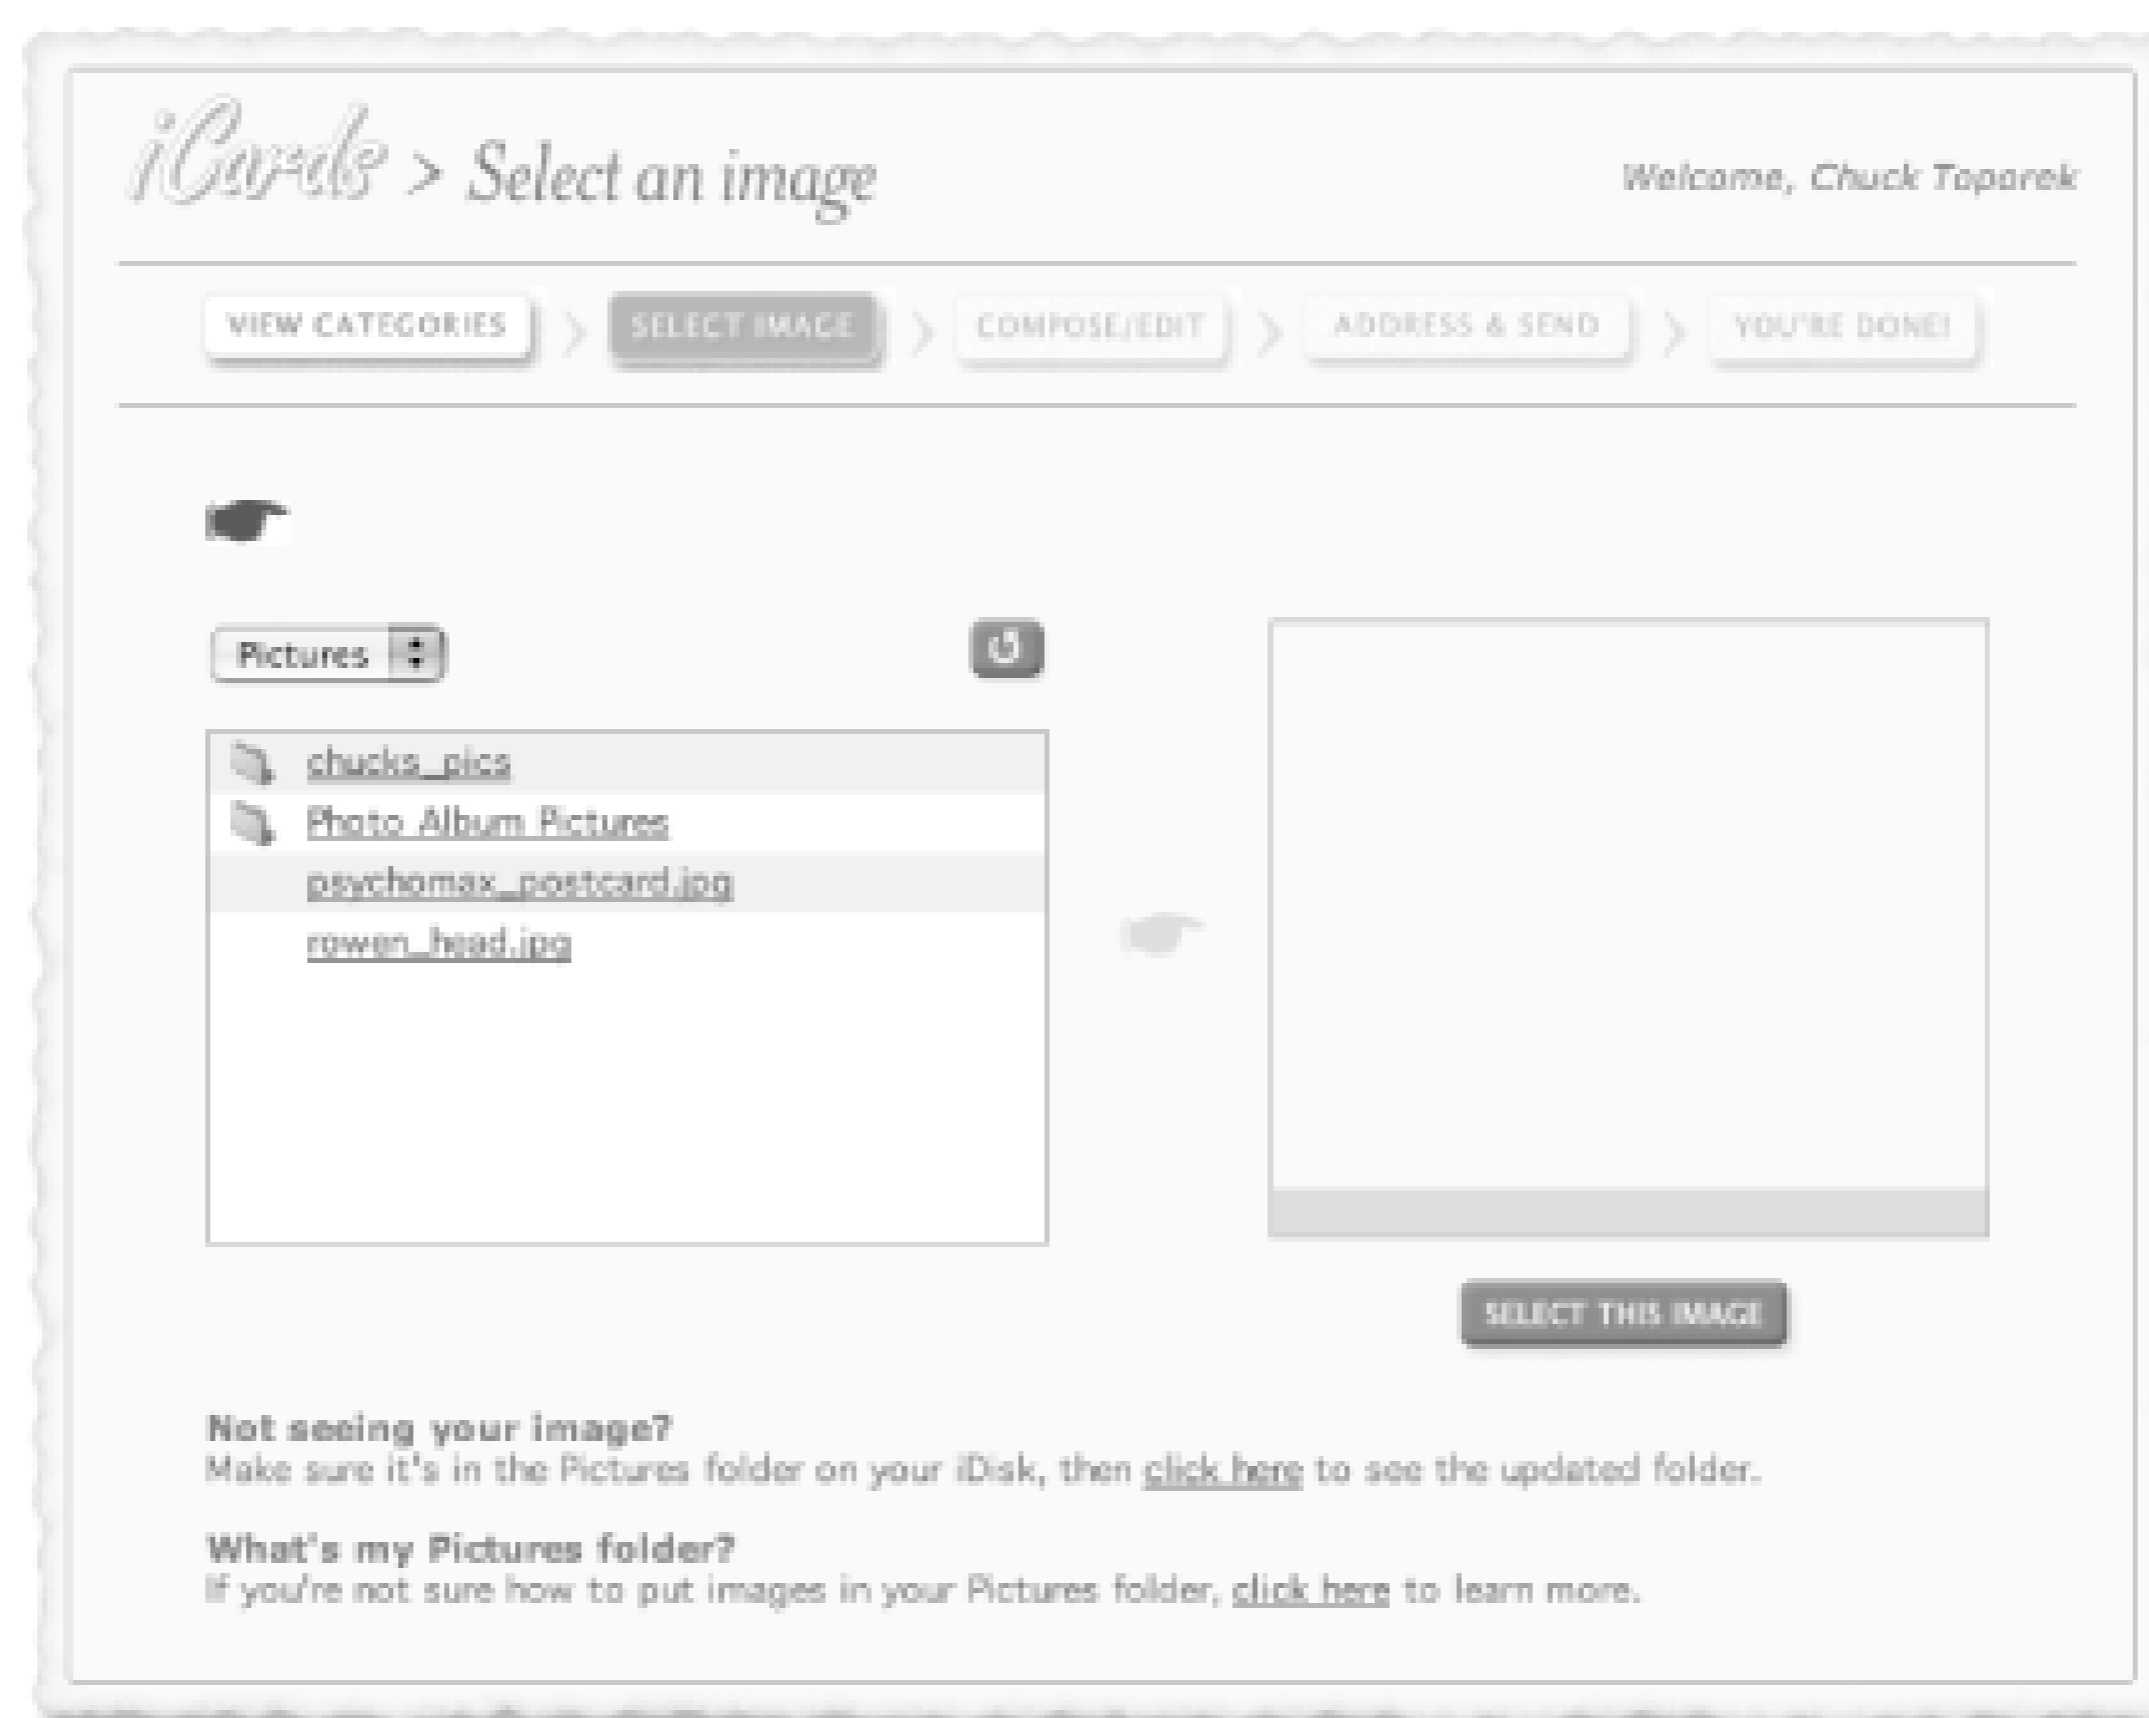 iCards > Select an image
Welcome, Chuck Toporek
VIEW CATEGORIES > SELECT IMAGE > COMPOSE/EDIT > ADDRESS & SEND > YOU'RE DONE!
Pictures
chucks_pics
Photo Album Pictures
psychomax_postcard.jpg
rowen_head.jpg
SELECT THIS IMAGE
Not seeing your image?
Make sure it's in the Pictures folder on your iDisk, then click here to see the updated folder.
What's my Pictures folder?
If you're not sure how to put images in your Pictures folder, click here to learn more.